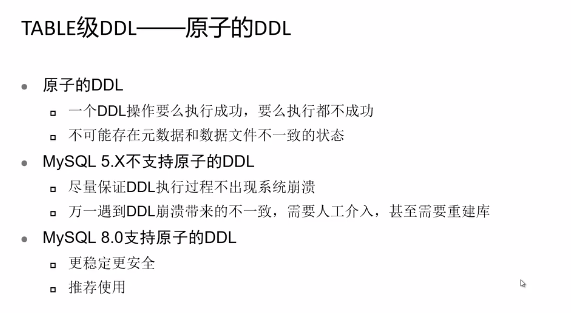 TABLE级DDL——原子的DDL
原子的DDL
一个DDL操作要么执行成功，要么执行都不成功
不可能存在元数据和数据文件不一致的状态
MySQL 5.X不支持原子的DDL
尽量保证DDL执行过程不出现系统崩溃
万一遇到DDL崩溃带来的不一致，需要人工介入，甚至需要重建库
MySQL 8.0支持原子的DDL
更稳定更安全
推荐使用